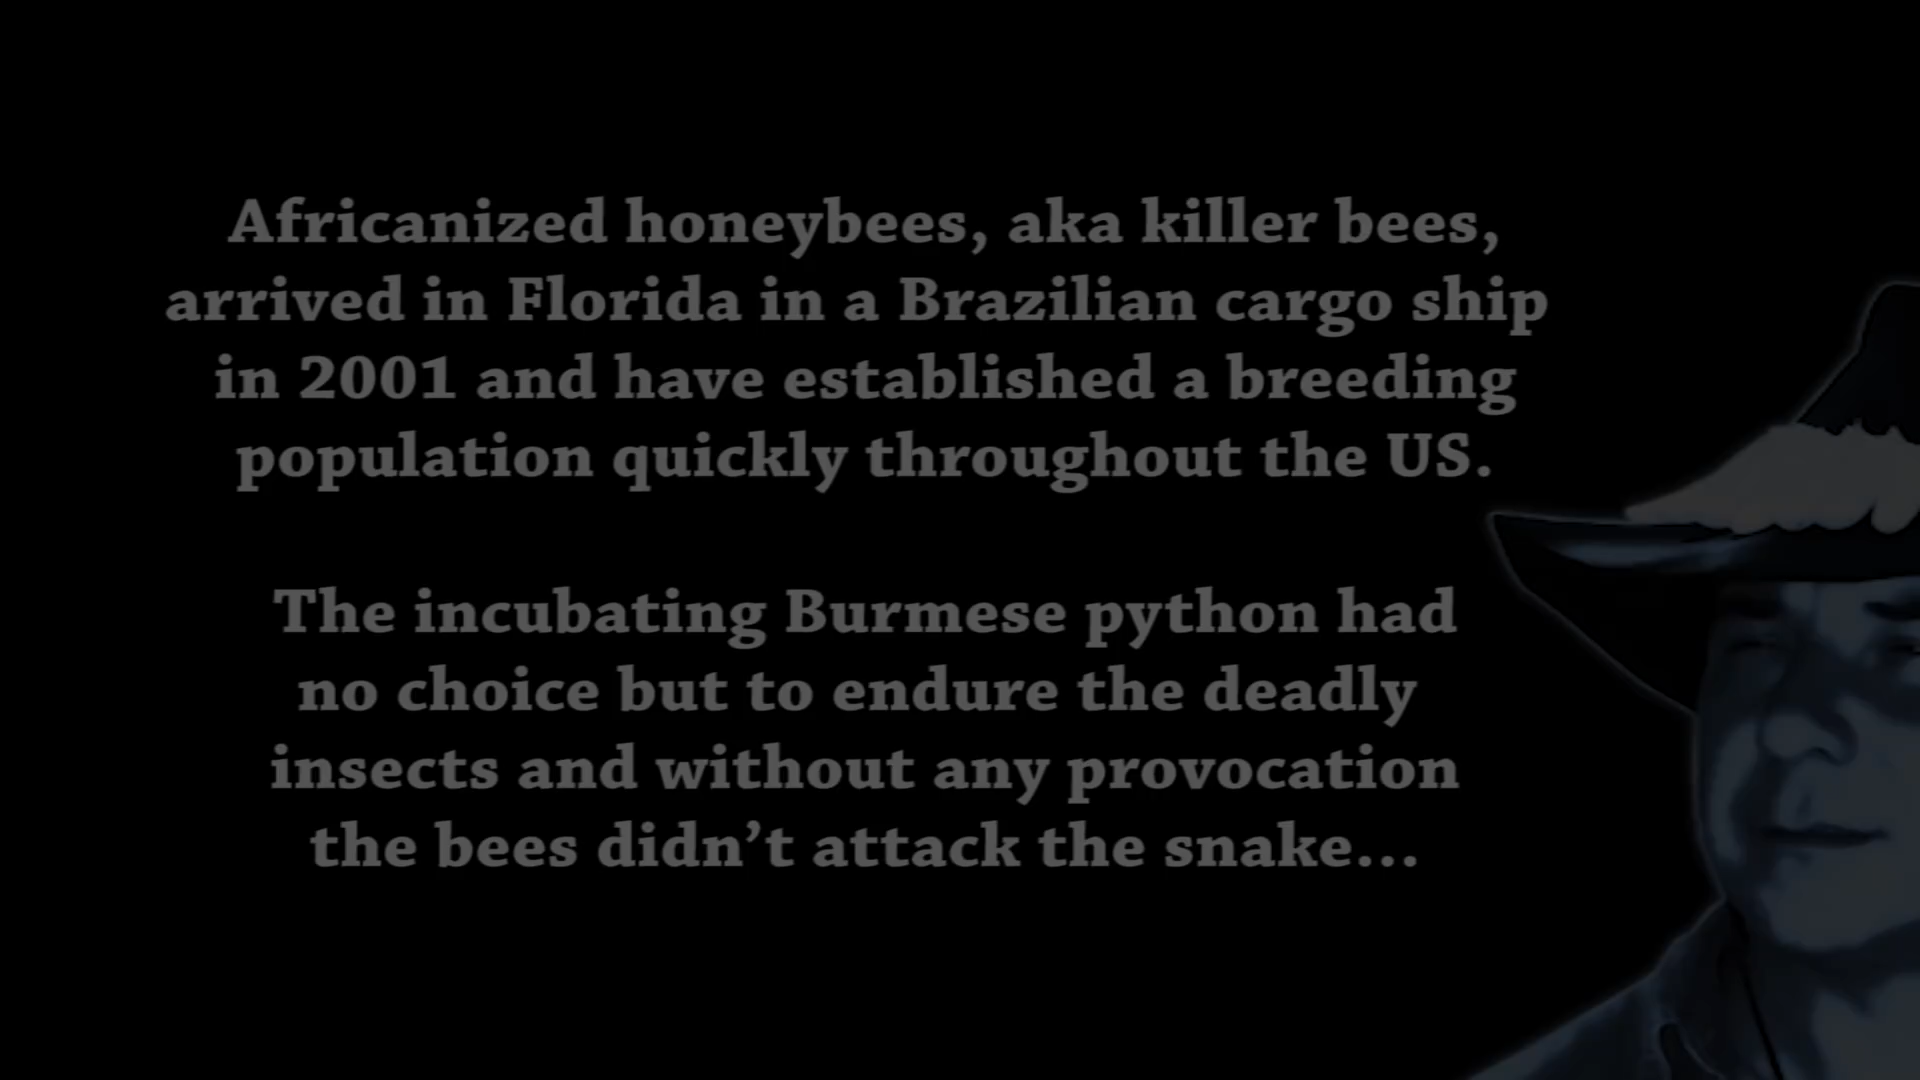 Africanized honeybees, aka killer bees,
arrived in Florida in a Brazilian cargo ship
in 2001 and have established a breeding
population quickly throughout the US.
The incubating Burmese python had
no choice but to endure the deadly
insects and without any provocation
the bees didn’t attack the snake...